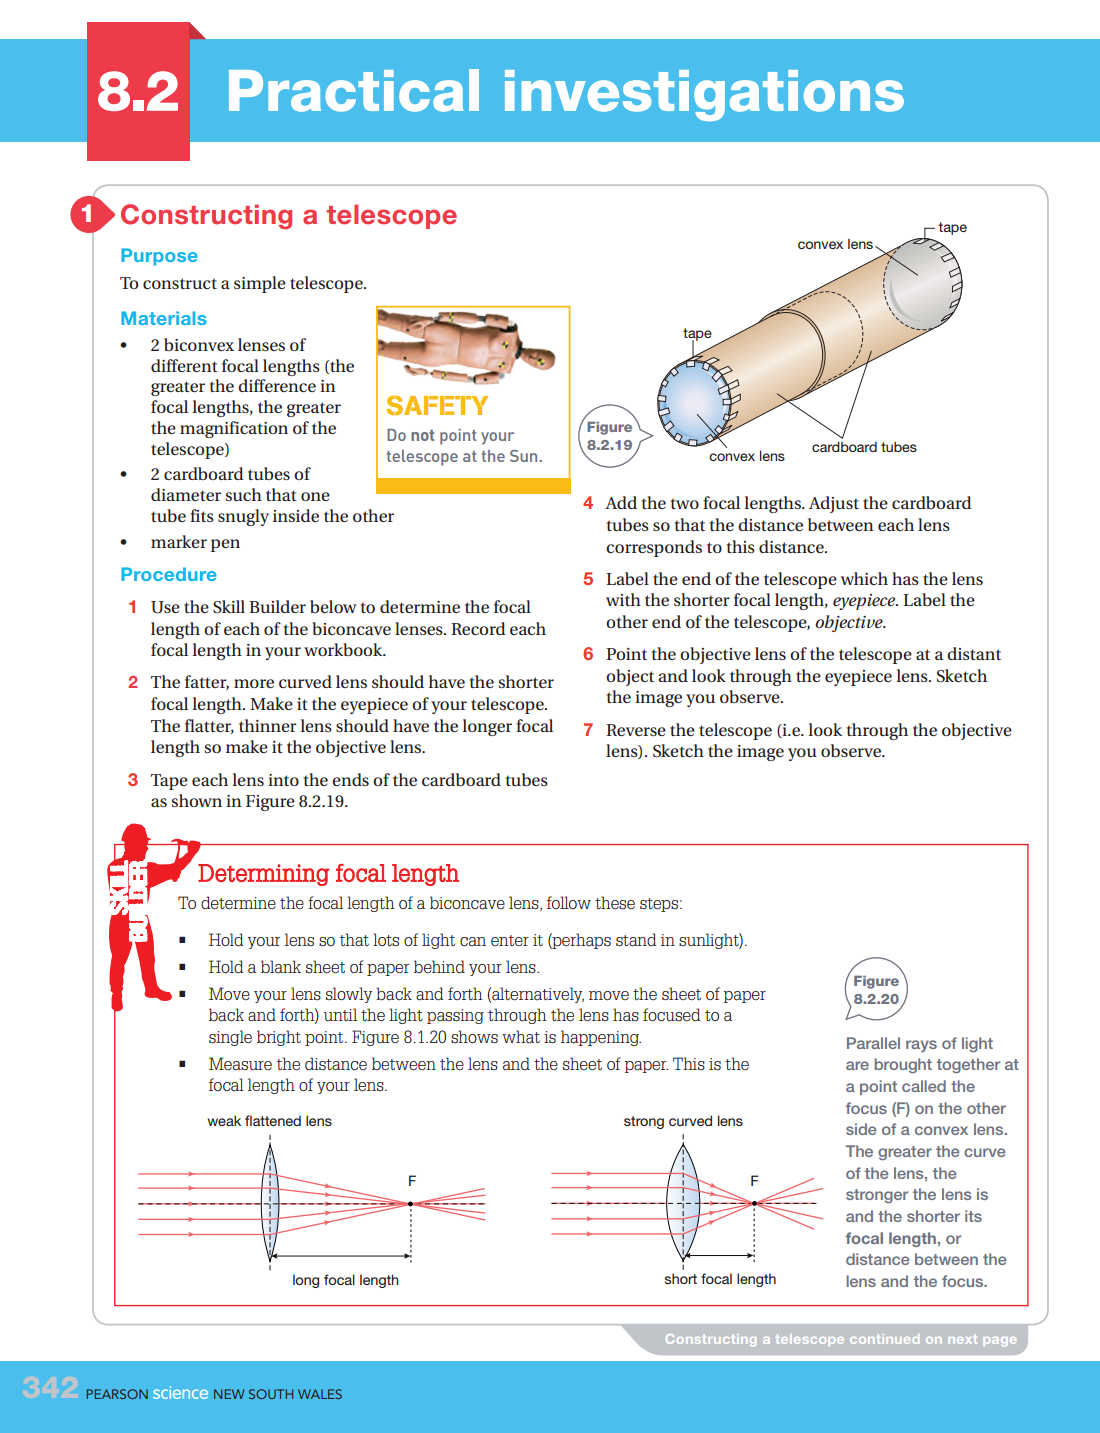 8.2
Practical investigations
1
Constructing a telescope
Purpose
To construct a simple telescope.
Materials
• 2 biconvex lenses of
different focal lengths (the
greater the difference in
focal lengths, the greater
the magnification of the
telescope)
• 2 cardboard tubes of
diameter such that one
tube fits snugly inside the other
• marker pen
SAFETY
Do not point your
telescope at the Sun.
Procedure
1 Use the Skill Builder below to determine the focal
length of each of the biconcave lenses. Record each
focal length in your workbook.
2 The fatter, more curved lens should have the shorter
focal length. Make it the eyepiece of your telescope.
The flatter, thinner lens should have the longer focal
length so make it the objective lens.
3 Tape each lens into the ends of the cardboard tubes
as shown in Figure 8.2.19.
tape
convex lens
tape
convex lens
cardboard tubes
Figure
8.2.19
4 Add the two focal lengths. Adjust the cardboard
tubes so that the distance between each lens
corresponds to this distance.
5 Label the end of the telescope which has the lens
with the shorter focal length, eyepiece. Label the
other end of the telescope, objective.
6 Point the objective lens of the telescope at a distant
object and look through the eyepiece lens. Sketch
the image you observe.
7 Reverse the telescope (i.e. look through the objective
lens). Sketch the image you observe.
SKILL
BUILDER
Determining focal length
To determine the focal length of a biconcave lens, follow these steps:
▪ Hold your lens so that lots of light can enter it (perhaps stand in sunlight).
▪ Hold a blank sheet of paper behind your lens.
▪ Move your lens slowly back and forth (alternatively, move the sheet of paper
back and forth) until the light passing through the lens has focused to a
single bright point. Figure 8.1.20 shows what is happening.
▪ Measure the distance between the lens and the sheet of paper. This is the
focal length of your lens.
weak flattened lens
F
long focal length
strong curved lens
F
short focal length
Figure
8.2.20
Parallel rays of light
are brought together at
a point called the
focus (F) on the other
side of a convex lens.
The greater the curve
of the lens, the
stronger the lens is
and the shorter its
focal length, or
distance between the
lens and the focus.
Constructing a telescope continued on next page
342 PEARSON science NEW SOUTH WALES